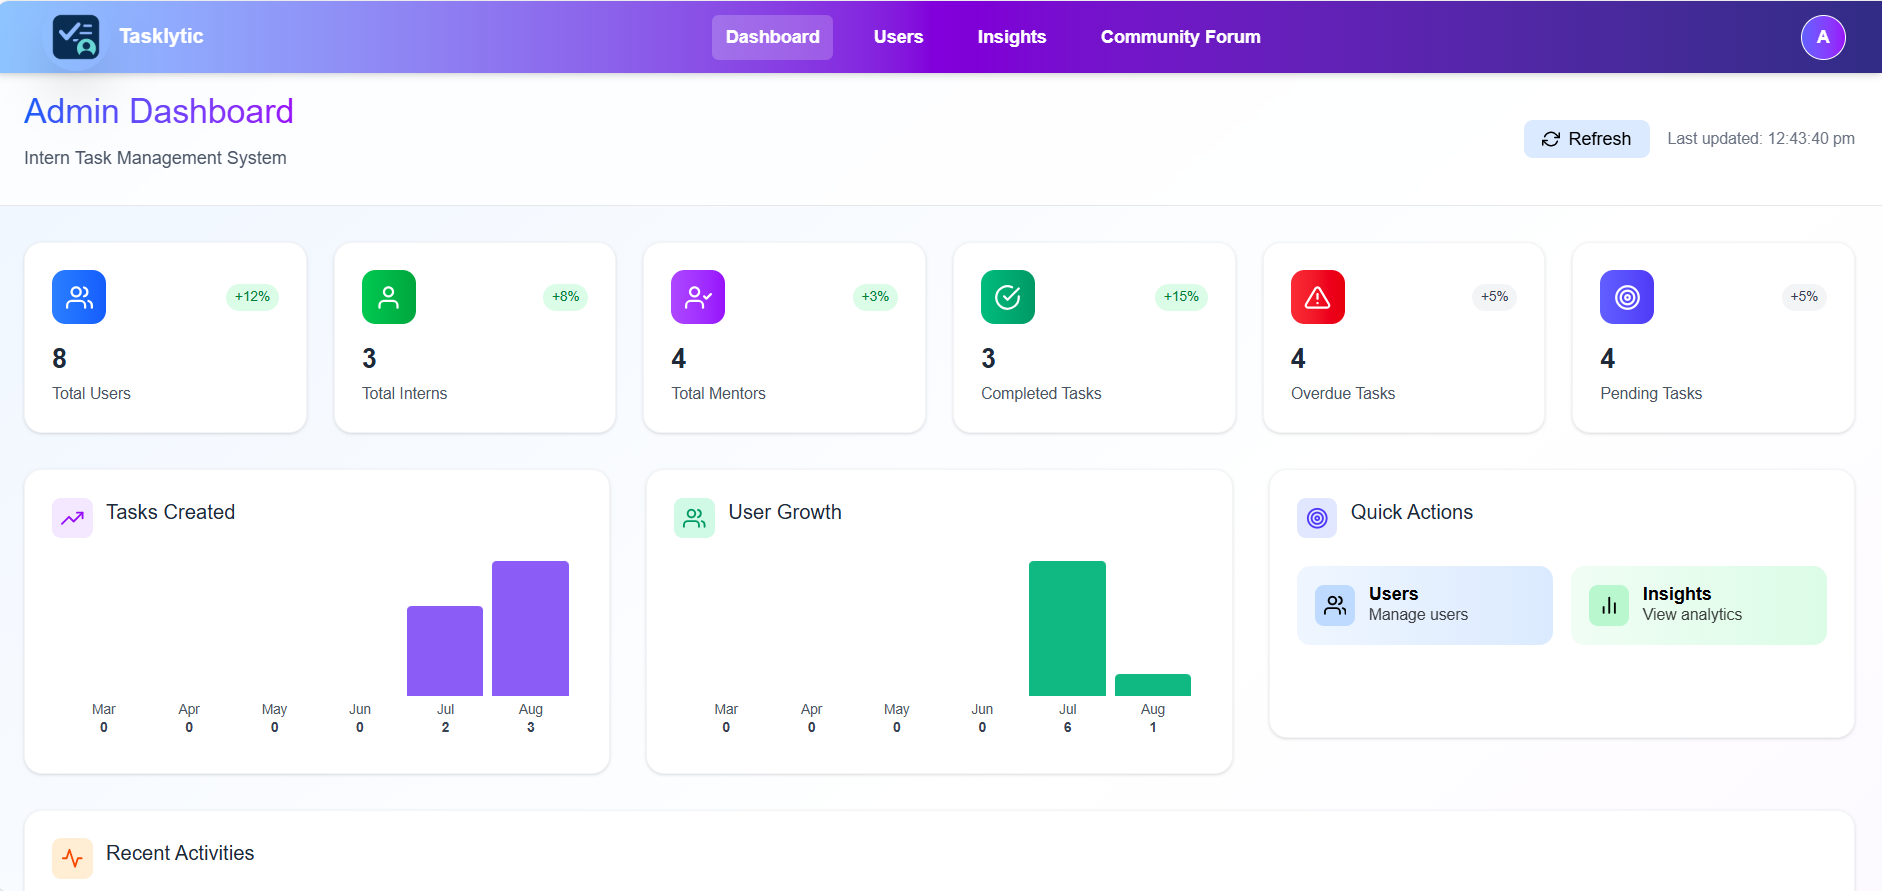 Tasklytic
Dashboard
Users
Insights
Community Forum
A
Admin Dashboard
Intern Task Management System
Refresh
Last updated: 12:43:40 pm
+12%
8
Total Users
+8%
3
Total Interns
+3%
4
Total Mentors
+15%
3
Completed Tasks
+5%
4
Overdue Tasks
+5%
4
Pending Tasks
Tasks Created
Mar Apr May Jun Jul Aug
0 0 0 0 2 3
User Growth
Mar Apr May Jun Jul Aug
0 0 0 0 6 1
Quick Actions
Users
Manage users
Insights
View analytics
Recent Activities